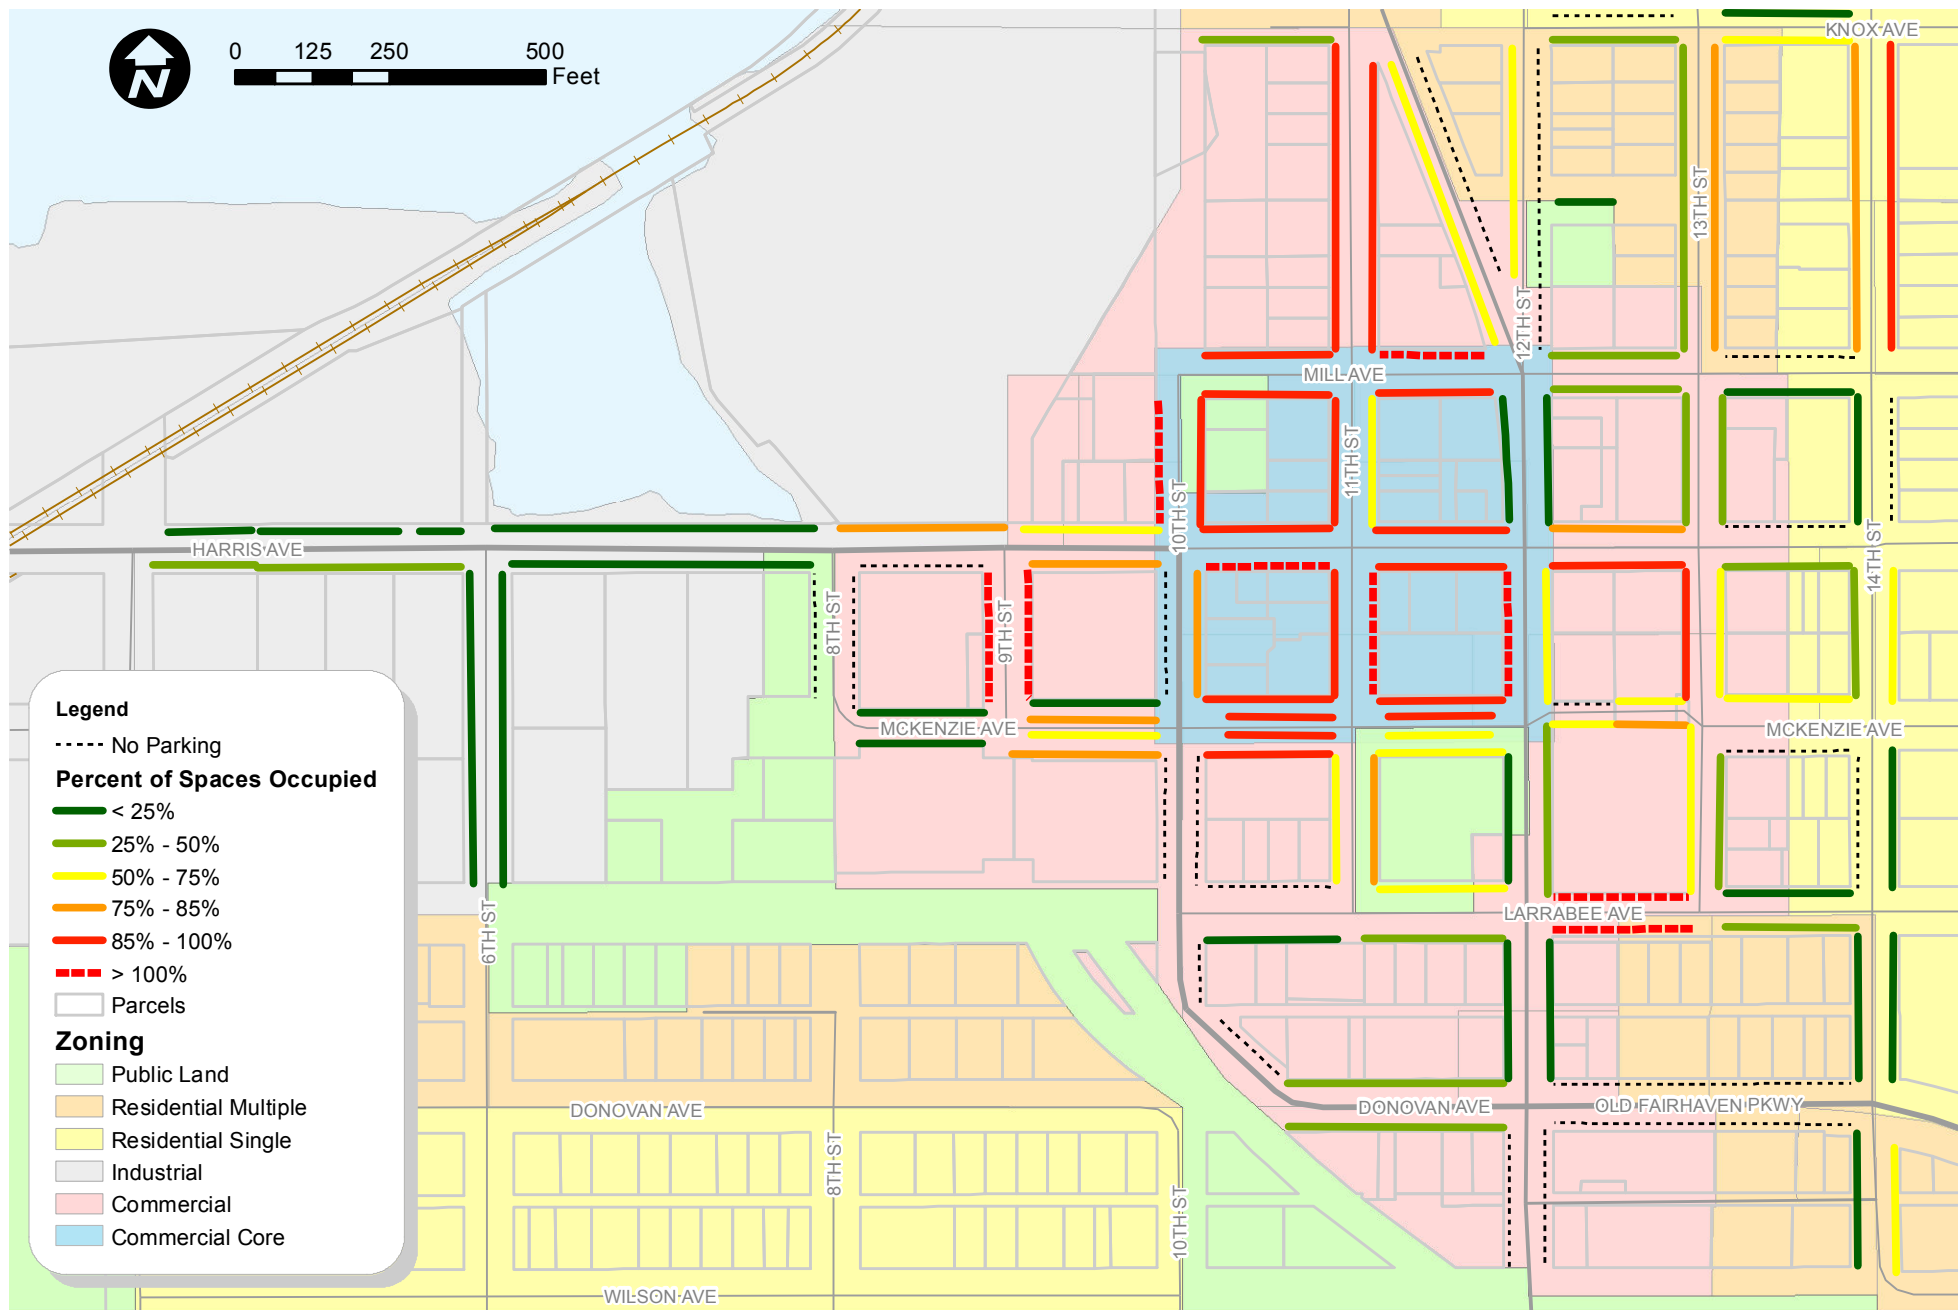 0 125 250 500
Feet
N
KNOX AVE
13TH ST
12TH ST
MILL AVE
11TH ST
10TH ST
14TH ST
HARRIS AVE
8TH ST
9TH ST
MCKENZIE AVE
MCKENZIE AVE
LARRABEE AVE
6TH ST
DONOVAN AVE
DONOVAN AVE
OLD FAIRHAVEN PKWY
8TH ST
10TH ST
WILSON AVE
Legend
No Parking
Percent of Spaces Occupied
< 25%
25% - 50%
50% - 75%
75% - 85%
85% - 100%
> 100%
Parcels
Zoning
Public Land
Residential Multiple
Residential Single
Industrial
Commercial
Commercial Core